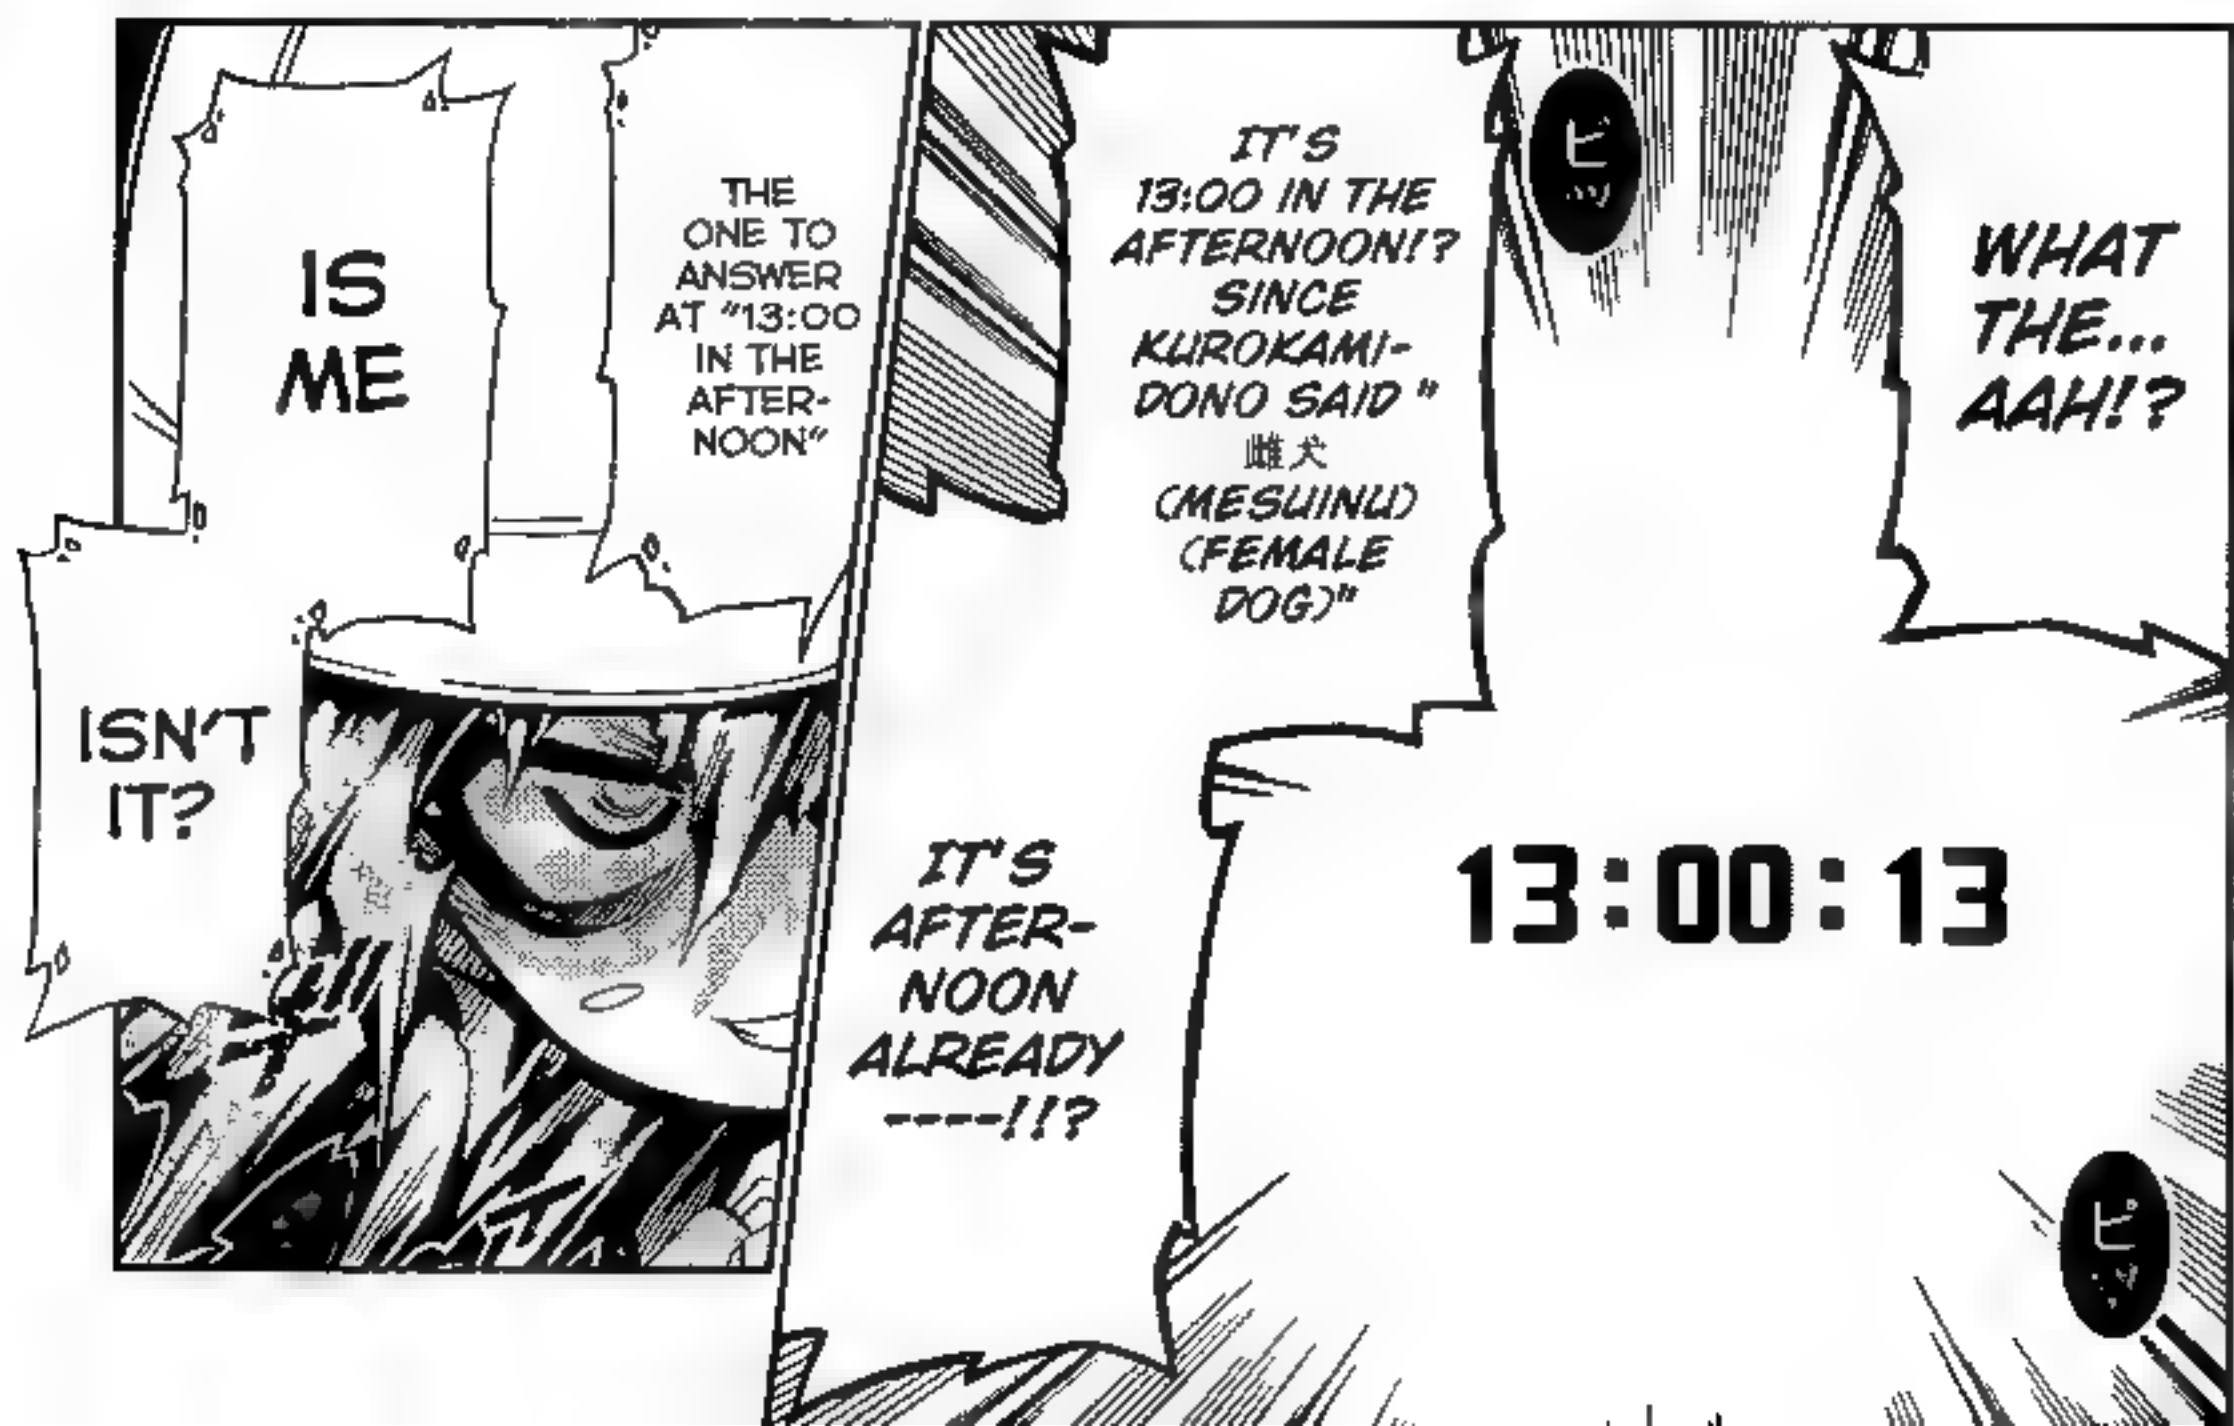 WHAT
THE...
AAH!?
ピッ
IT'S
13:00 IN THE
AFTERNOON!?
SINCE
KUROKAMI-
DONO SAID "
雌犬
(MESUINU)
(FEMALE
DOG)"
13:00:13
ピッ
IT'S
AFTER-
NOON
ALREADY
----!!?
THE
ONE TO
ANSWER
AT "13:00
IN THE
AFTER-
NOON"
IS
ME
ISN'T
IT?